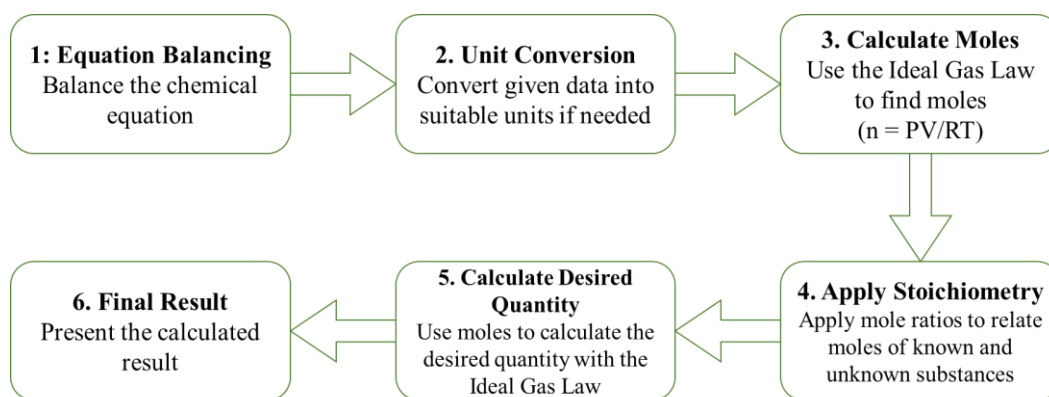 1: Equation Balancing
Balance the chemical
equation
2. Unit Conversion
Convert given data into
suitable units if needed
3. Calculate Moles
Use the Ideal Gas Law
to find moles
(n = PV/RT)
4. Apply Stoichiometry
Apply mole ratios to relate
moles of known and
unknown substances
5. Calculate Desired
Quantity
Use moles to calculate the
desired quantity with the
Ideal Gas Law
6. Final Result
Present the calculated
result